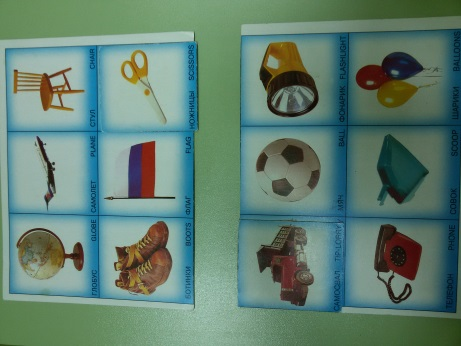 СТУЛ CHAIR
НОЖНИЦЫ SCISSORS
САМОЛЕТ PLANE
ФЛАГ FLAG
ГЛОБУС GLOBE
БОТИНКИ BOOTS
ФОНАРИК FLASHLIGHT
ШАРИКИ BALLOONS
МЯЧ BALL
СОВОК SCOOP
САМОСВАЛ
ТЕЛЕФОН PHONE